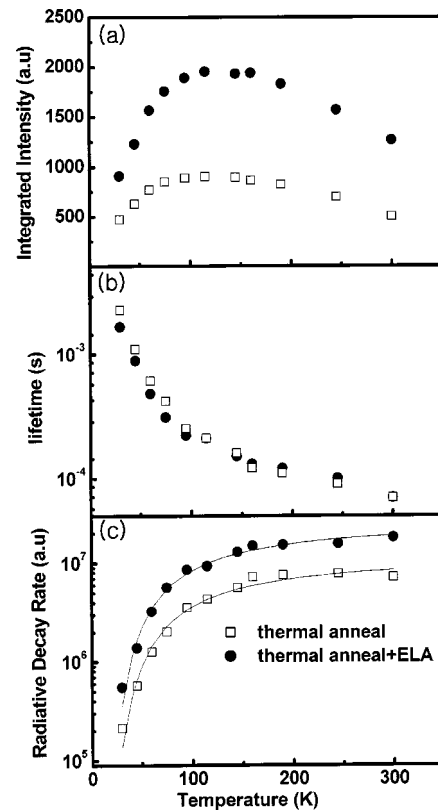 (a)
2500
2000
1500
1000
500
Integrated Intensity (a.u)
(b)
10⁻³
10⁻⁴
lifetime (s)
(c)
10⁷
10⁶
10⁵
Radiative Decay Rate (a.u)
thermal anneal
thermal anneal+ELA
0 100 200 300
Temperature (K)